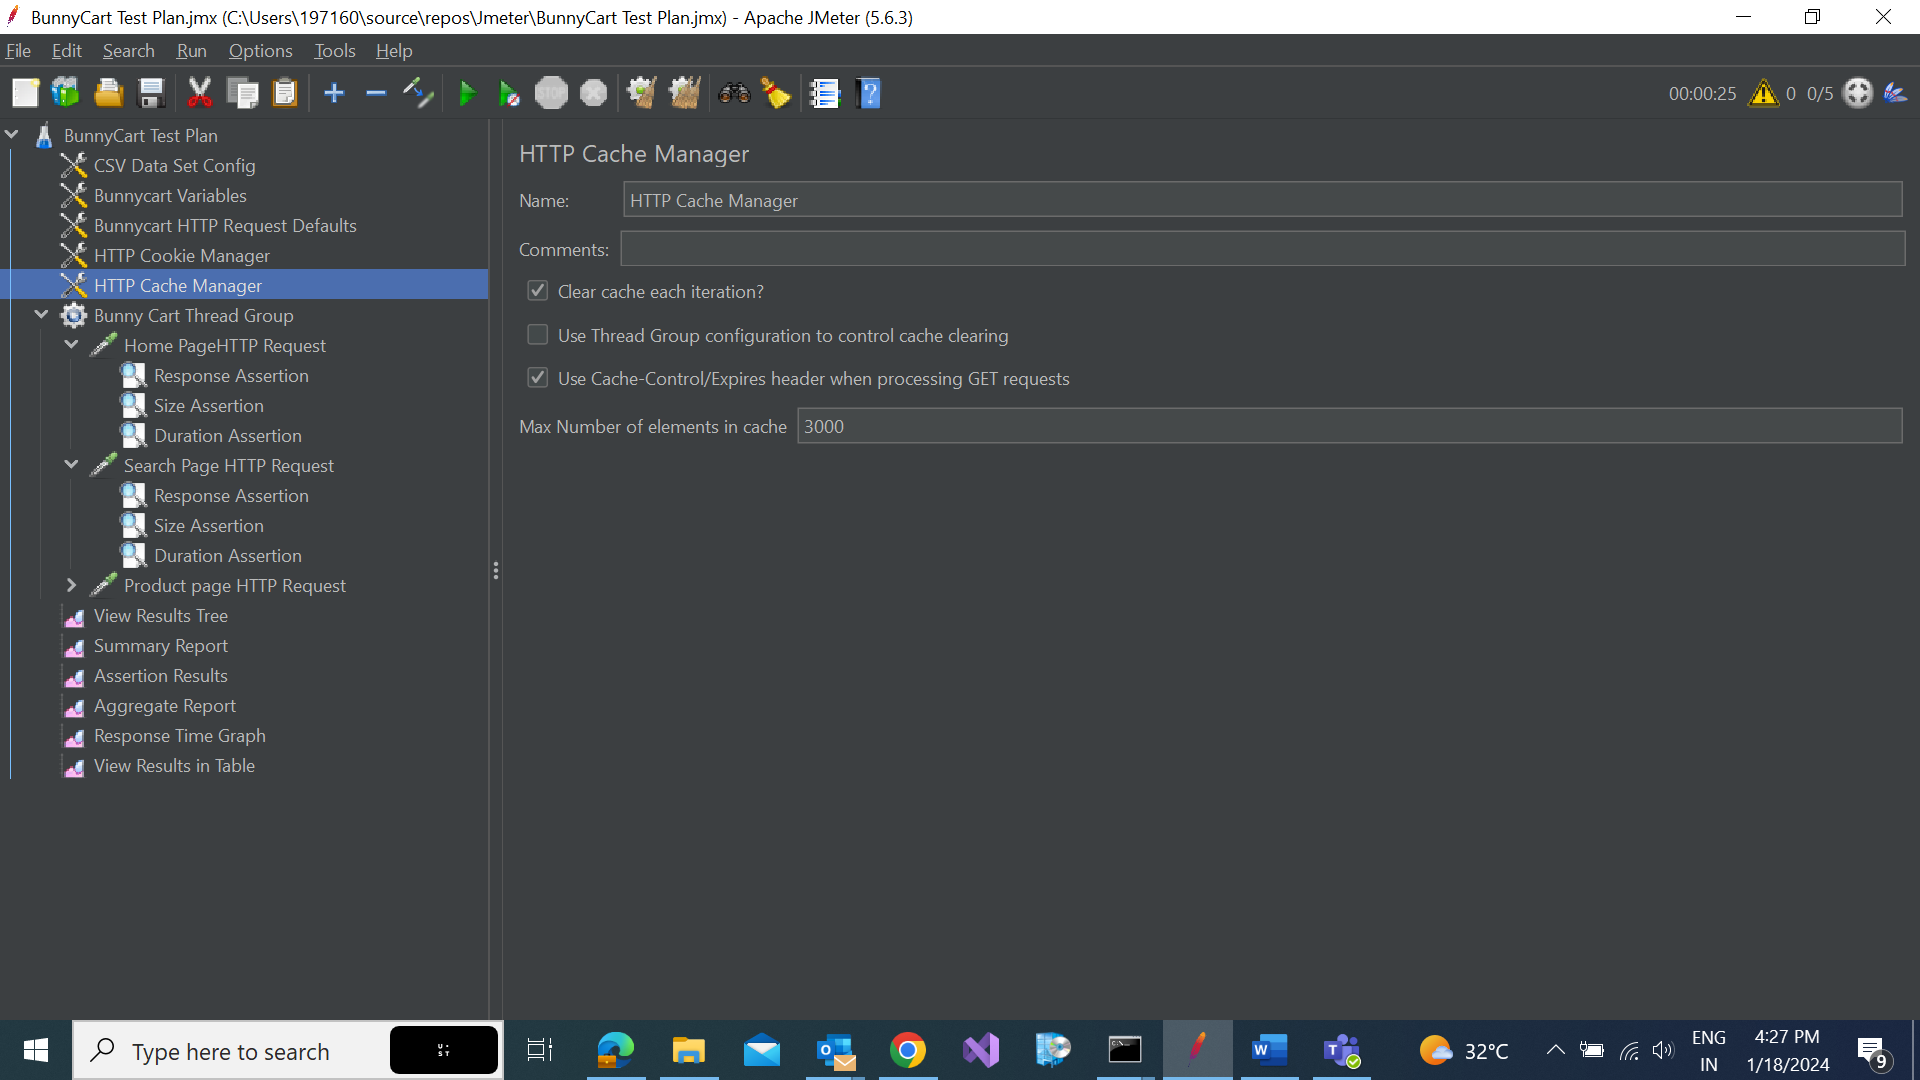 BunnyCart Test Plan.jmx (C:\Users\197160\source\repos\Jmeter\BunnyCart Test Plan.jmx) - Apache JMeter (5.6.3)
File Edit Search Run Options Tools Help
STOP
00:00:25 0 0/5
BunnyCart Test Plan
CSV Data Set Config
Bunnycart Variables
Bunnycart HTTP Request Defaults
HTTP Cookie Manager
HTTP Cache Manager
Bunny Cart Thread Group
Home PageHTTP Request
Response Assertion
Size Assertion
Duration Assertion
Search Page HTTP Request
Response Assertion
Size Assertion
Duration Assertion
Product page HTTP Request
View Results Tree
Summary Report
Assertion Results
Aggregate Report
Response Time Graph
View Results in Table
HTTP Cache Manager
Name: HTTP Cache Manager
Comments:
Clear cache each iteration?
Use Thread Group configuration to control cache clearing
Use Cache-Control/Expires header when processing GET requests
Max Number of elements in cache 3000
Type here to search
U :
S T
32°C
ENG
IN
4:27 PM
1/18/2024
9